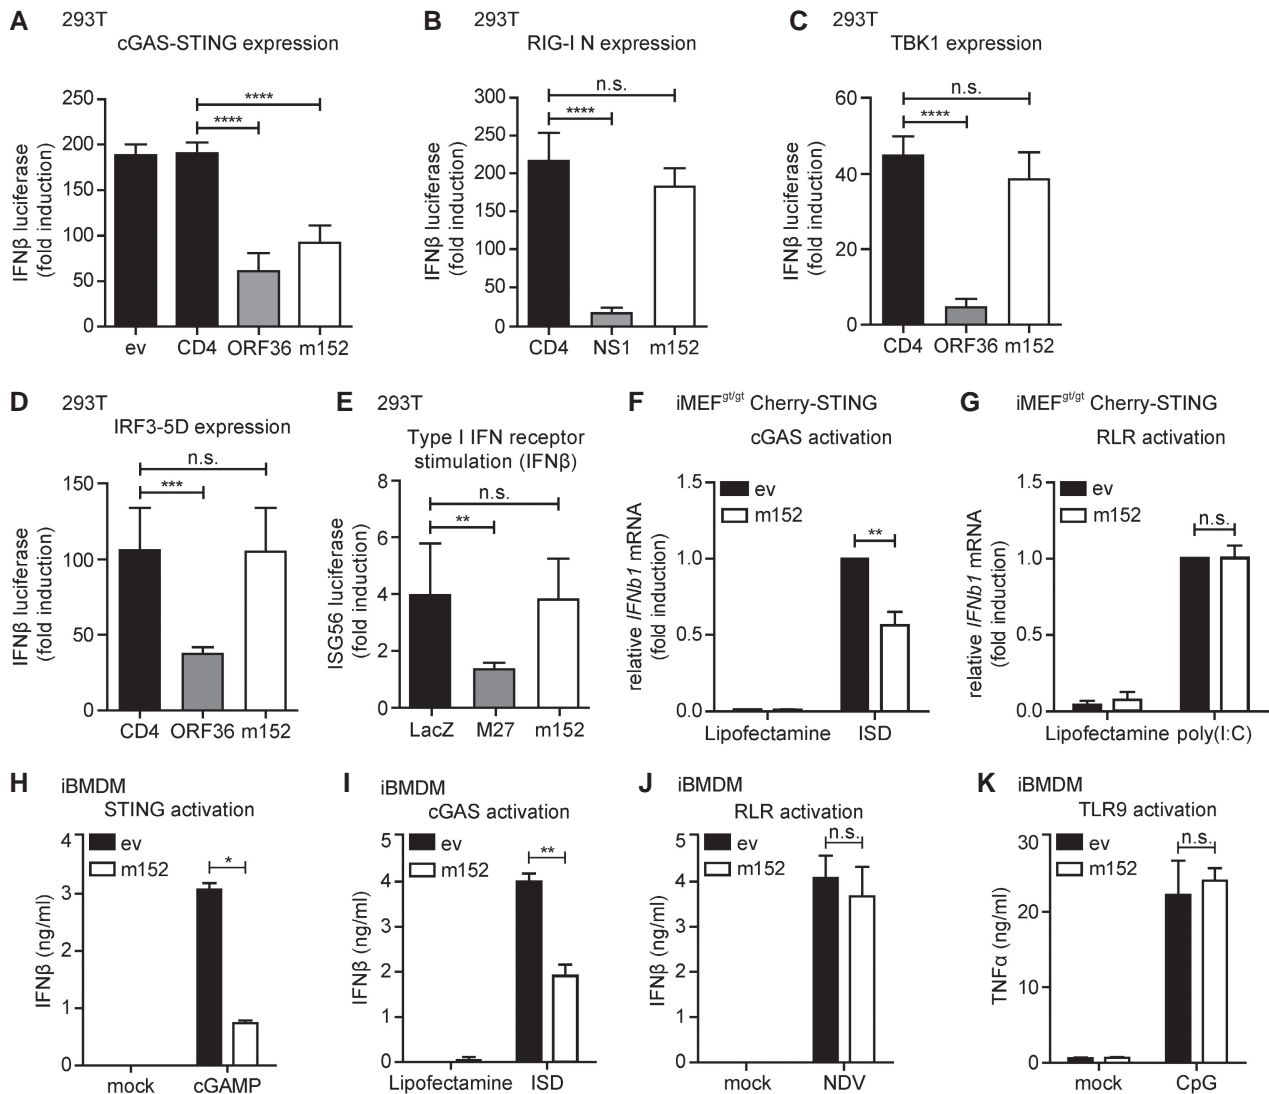 A 293T
cGAS-STING expression
IFNβ luciferase
(fold induction)
250
200
150
100
50
0
****
****
ev CD4 ORF36 m152
B 293T
RIG-I N expression
IFNβ luciferase
(fold induction)
300
250
200
150
100
50
0
n.s.
****
CD4 NS1 m152
C 293T
TBK1 expression
IFNβ luciferase
(fold induction)
60
40
20
0
n.s.
****
CD4 ORF36 m152
D 293T
IRF3-5D expression
IFNβ luciferase
(fold induction)
150
100
50
0
n.s.
***
CD4 ORF36 m152
E 293T
Type I IFN receptor
stimulation (IFNβ)
ISG56 luciferase
(fold induction)
8
6
4
2
0
n.s.
**
LacZ M27 m152
F iMEFgt/gt Cherry-STING
cGAS activation
relative IFNb1 mRNA
(fold induction)
1.5
1.0
0.5
0.0
ev
m152
**
Lipofectamine ISD
G iMEFgt/gt Cherry-STING
RLR activation
relative IFNb1 mRNA
(fold induction)
1.5
1.0
0.5
0.0
ev
m152
n.s.
Lipofectamine poly(I:C)
H iBMDM
STING activation
IFNβ (ng/ml)
4
3
2
1
0
ev
m152
*
mock cGAMP
I iBMDM
cGAS activation
IFNβ (ng/ml)
5
4
3
2
1
0
ev
m152
**
Lipofectamine ISD
J iBMDM
RLR activation
IFNβ (ng/ml)
5
4
3
2
1
0
ev
m152
n.s.
mock NDV
K iBMDM
TLR9 activation
TNFα (ng/ml)
30
20
10
0
ev
m152
n.s.
mock CpG